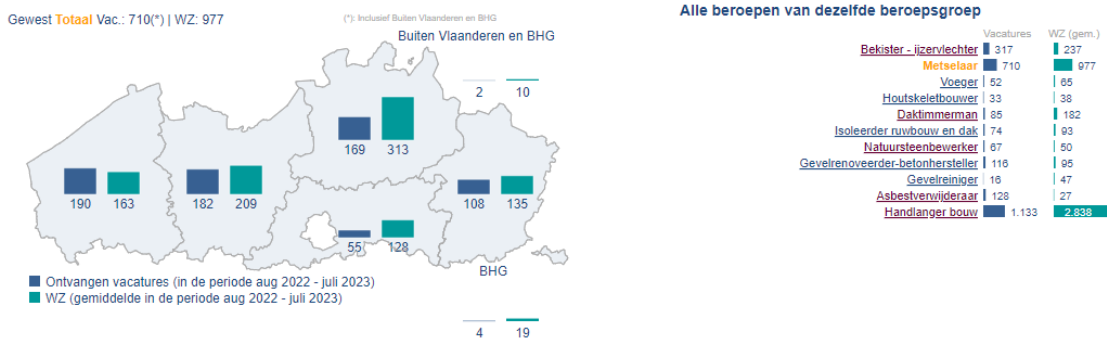 Gewest Totaal Vac.: 710(*) | WZ: 977
(*): Inclusief Buiten Vlaanderen en BHG
Buiten Vlaanderen en BHG
2 10
169 313
190 163
182 209
108 135
55 128
BHG
Ontvangen vacatures (in de periode aug 2022 - juli 2023)
WZ (gemiddelde in de periode aug 2022 - juli 2023)
4 19
Alle beroepen van dezelfde beroepsgroep
Vacatures WZ (gem.)
Bekister - ijzervlechter 317 237
Metselaar 710 977
Voeger 52 65
Houtskeletbouwer 33 38
Daktimmerman 85 182
Isoleerder ruwbouw en dak 74 93
Natuursteenbewerker 67 50
Gevelrenoveerder-betonhersteller 116 95
Gevelreiniger 16 47
Asbestverwijderaar 128 27
Handlanger bouw 1.133 2.838